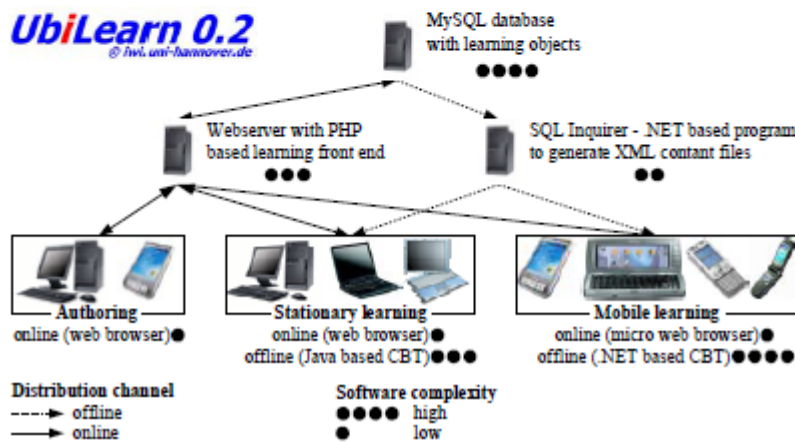 UbiLearn 0.2
© iwi.uni-hannover.de
MySQL database
with learning objects
Webserver with PHP
based learning front end
SQL Inquirer - .NET based program
to generate XML contant files
Authoring
online (web browser)
Stationary learning
online (web browser)
offline (Java based CBT)
Mobile learning
online (micro web browser)
offline (.NET based CBT)
Distribution channel
offline
online
Software complexity
high
low